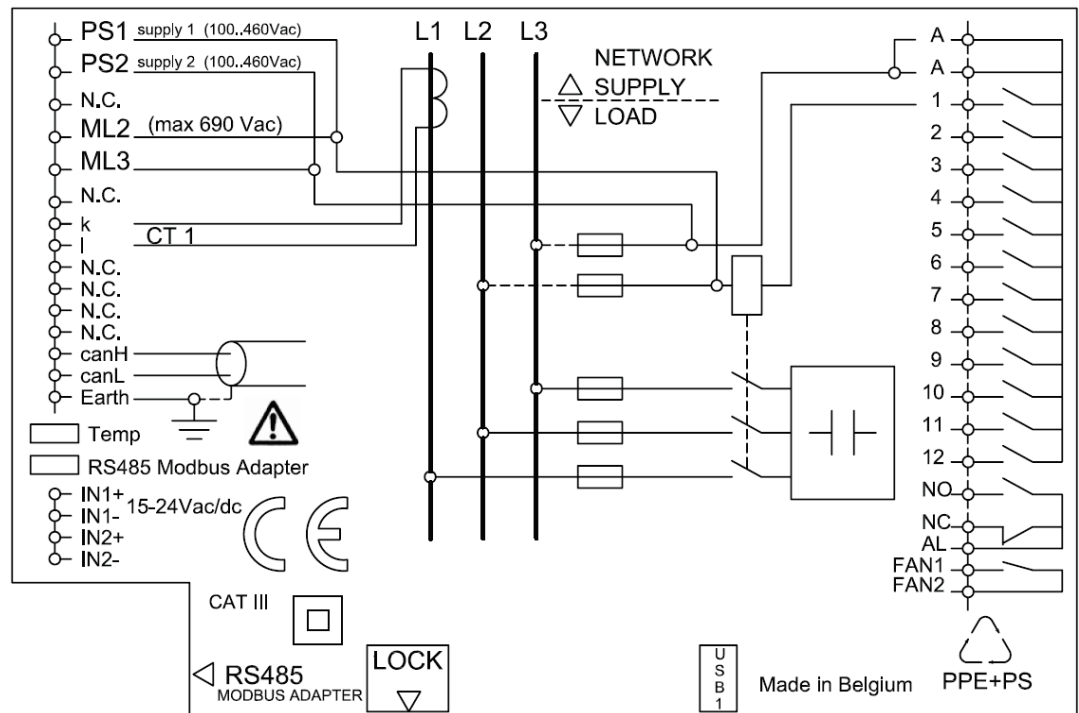 PS1 supply 1 (100..460Vac)
PS2 supply 2 (100..460Vac)
N.C.
ML2 (max 690 Vac)
ML3
N.C.
k
l
CT 1
N.C.
N.C.
N.C.
N.C.
canH
canL
Earth
Temp
RS485 Modbus Adapter
IN1+
IN1-
IN2+
IN2-
15-24Vac/dc
CE
CAT III
RS485
MODBUS ADAPTER
LOCK
L1 L2 L3
NETWORK
SUPPLY
LOAD
A
A
1
2
3
4
5
6
7
8
9
10
11
12
NO
NC
AL
FAN1
FAN2
USB1
Made in Belgium
PPE+PS